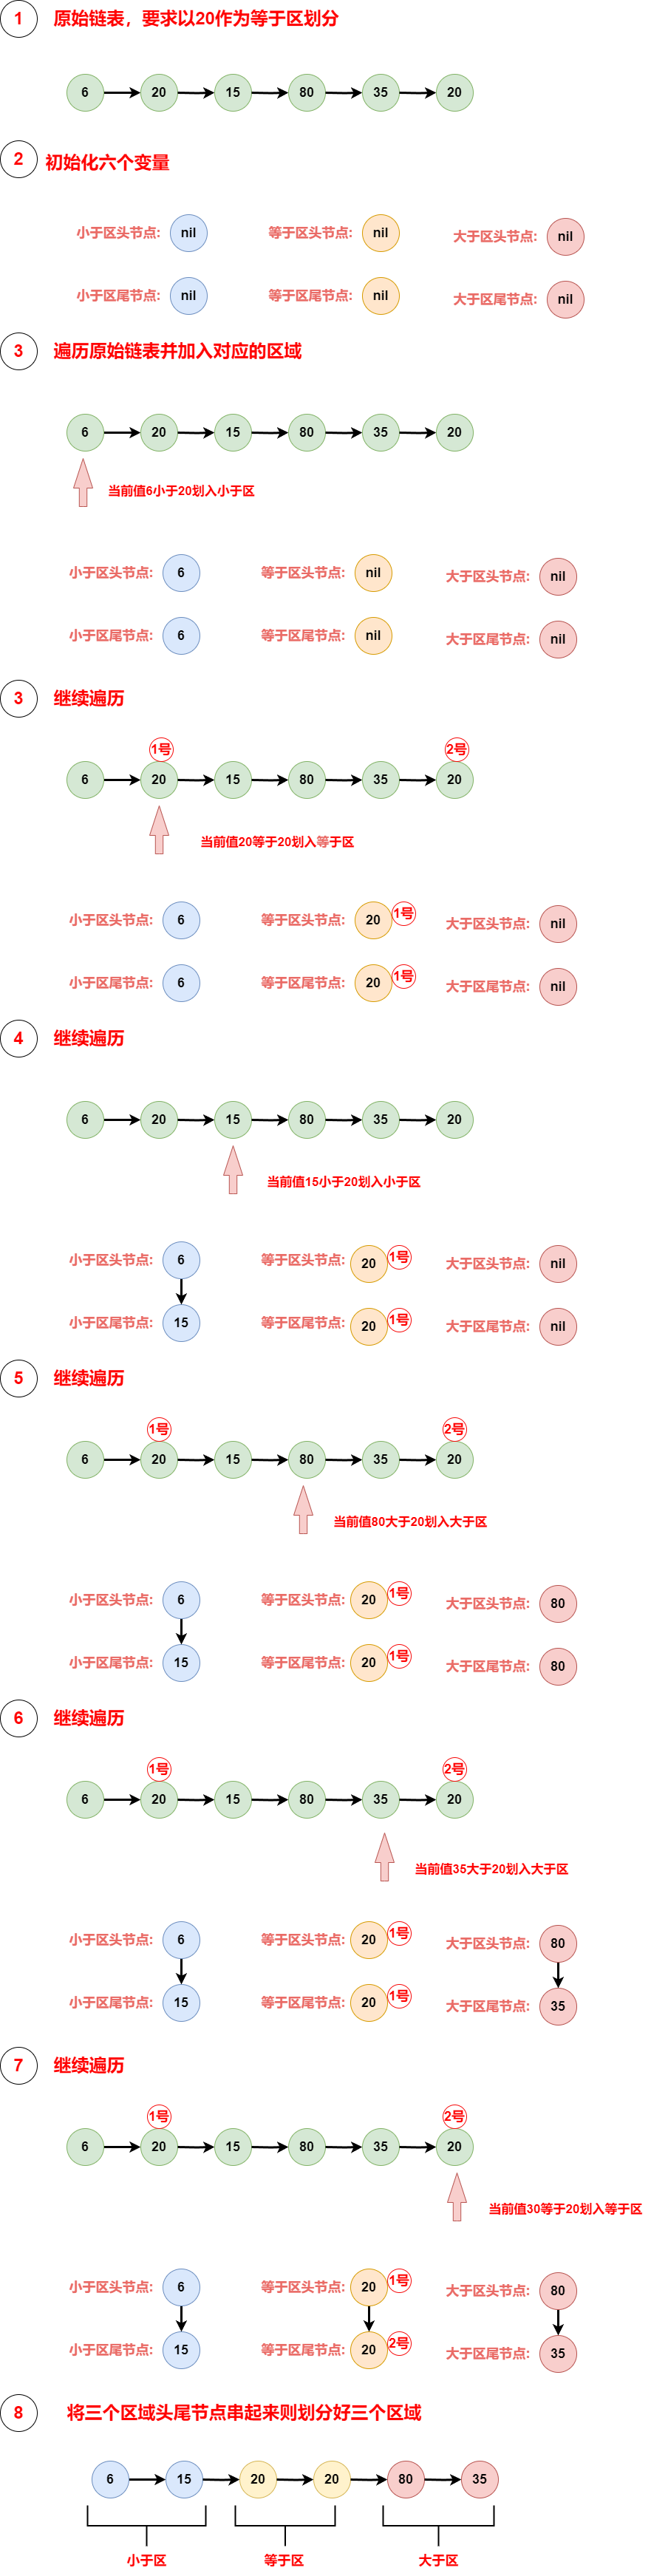 1 原始链表，要求以20作为等于区划分
6 20 15 80 35 20
2 初始化六个变量
小于区头节点: nil 等于区头节点: nil 大于区头节点: nil
小于区尾节点: nil 等于区尾节点: nil 大于区尾节点: nil
3 遍历原始链表并加入对应的区域
6 20 15 80 35 20
当前值6小于20划入小于区
小于区头节点: 6 等于区头节点: nil 大于区头节点: nil
小于区尾节点: 6 等于区尾节点: nil 大于区尾节点: nil
3 继续遍历
1号 2号
6 20 15 80 35 20
当前值20等于20划入等于区
小于区头节点: 6 等于区头节点: 20 1号 大于区头节点: nil
小于区尾节点: 6 等于区尾节点: 20 1号 大于区尾节点: nil
4 继续遍历
6 20 15 80 35 20
当前值15小于20划入小于区
小于区头节点: 6 等于区头节点: 20 1号 大于区头节点: nil
小于区尾节点: 15 等于区尾节点: 20 1号 大于区尾节点: nil
5 继续遍历
1号 2号
6 20 15 80 35 20
当前值80大于20划入大于区
小于区头节点: 6 等于区头节点: 20 1号 大于区头节点: 80
小于区尾节点: 15 等于区尾节点: 20 1号 大于区尾节点: 80
6 继续遍历
1号 2号
6 20 15 80 35 20
当前值35大于20划入大于区
小于区头节点: 6 等于区头节点: 20 1号 大于区头节点: 80
小于区尾节点: 15 等于区尾节点: 20 1号 大于区尾节点: 35
7 继续遍历
1号 2号
6 20 15 80 35 20
当前值30等于20划入等于区
小于区头节点: 6 等于区头节点: 20 1号 大于区头节点: 80
小于区尾节点: 15 等于区尾节点: 20 2号 大于区尾节点: 35
8 将三个区域头尾节点串起来则划分好三个区域
6 15 20 20 80 35
小于区 等于区 大于区